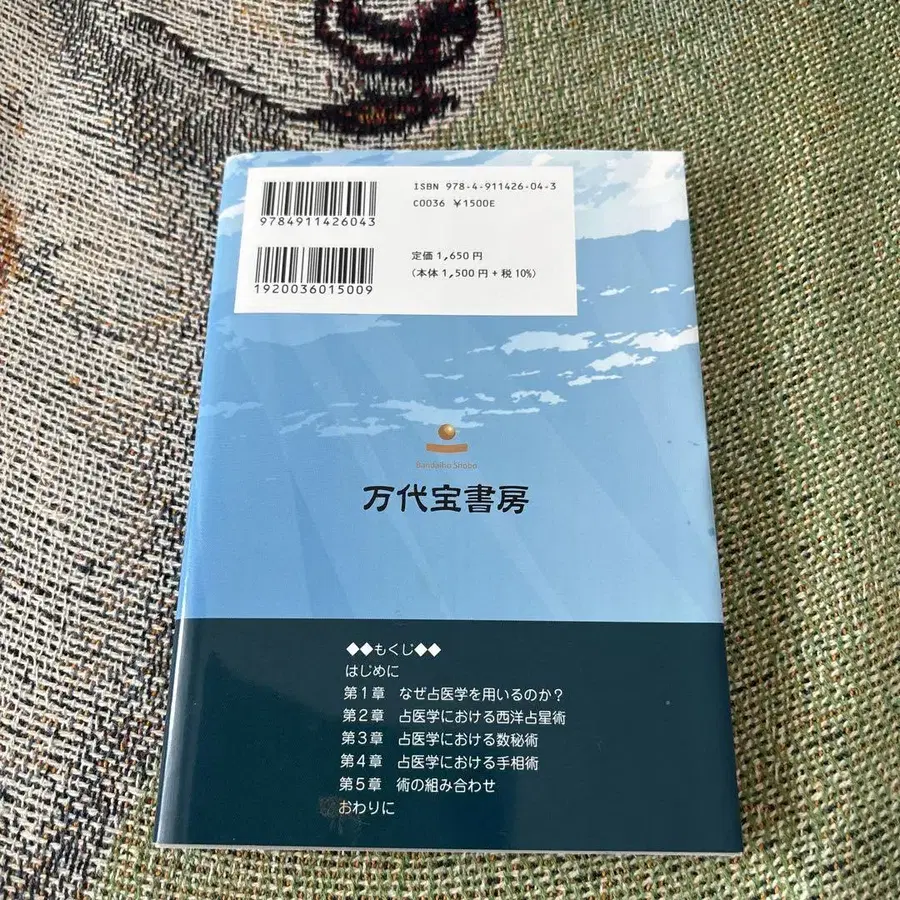 9784911426043
ISBN 978-4-911426-04-3
C0036 ¥1500E
1920036015009
定価 1,650 円
(本体 1,500 円 + 税 10%)
Bandaiho Shobo
万代宝書房
◆◆もくじ◆◆
はじめに
第1章 なぜ占医学を用いるのか?
第2章 占医学における西洋占星術
第3章 占医学における数秘術
第4章 占医学における手相術
第5章 術の組み合わせ
おわりに